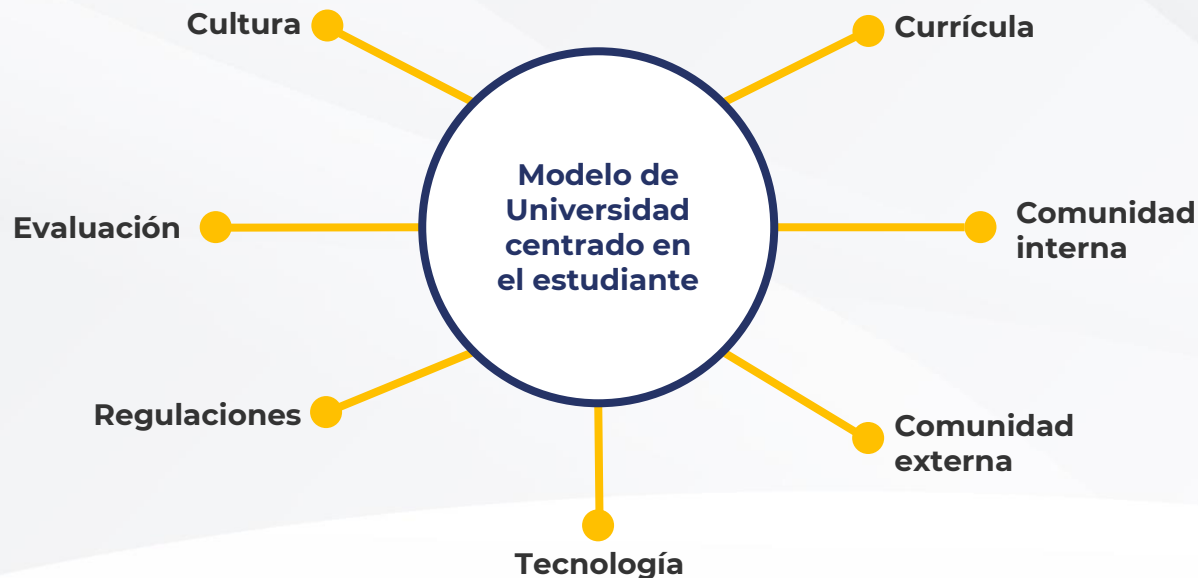 Cultura
Currícula
Modelo de
Universidad
centrado en
el estudiante
Evaluación
Comunidad
interna
Regulaciones
Comunidad
externa
Tecnología